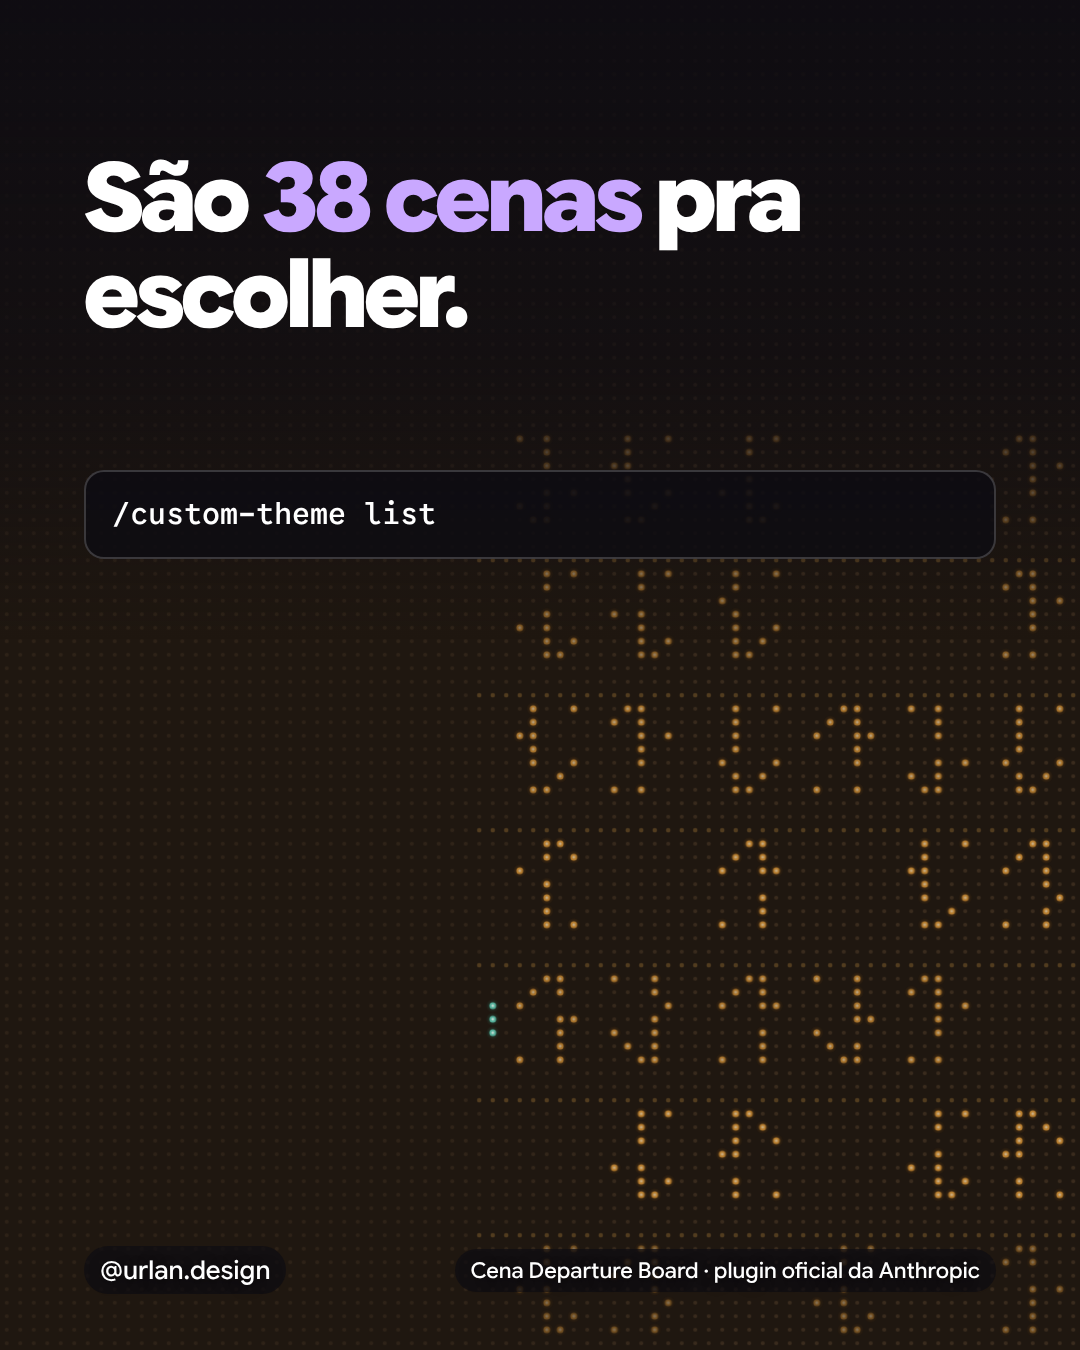 São 38 cenas pra
escolher.
/custom-theme list
@urlan.design
Cena Departure Board · plugin oficial da Anthropic